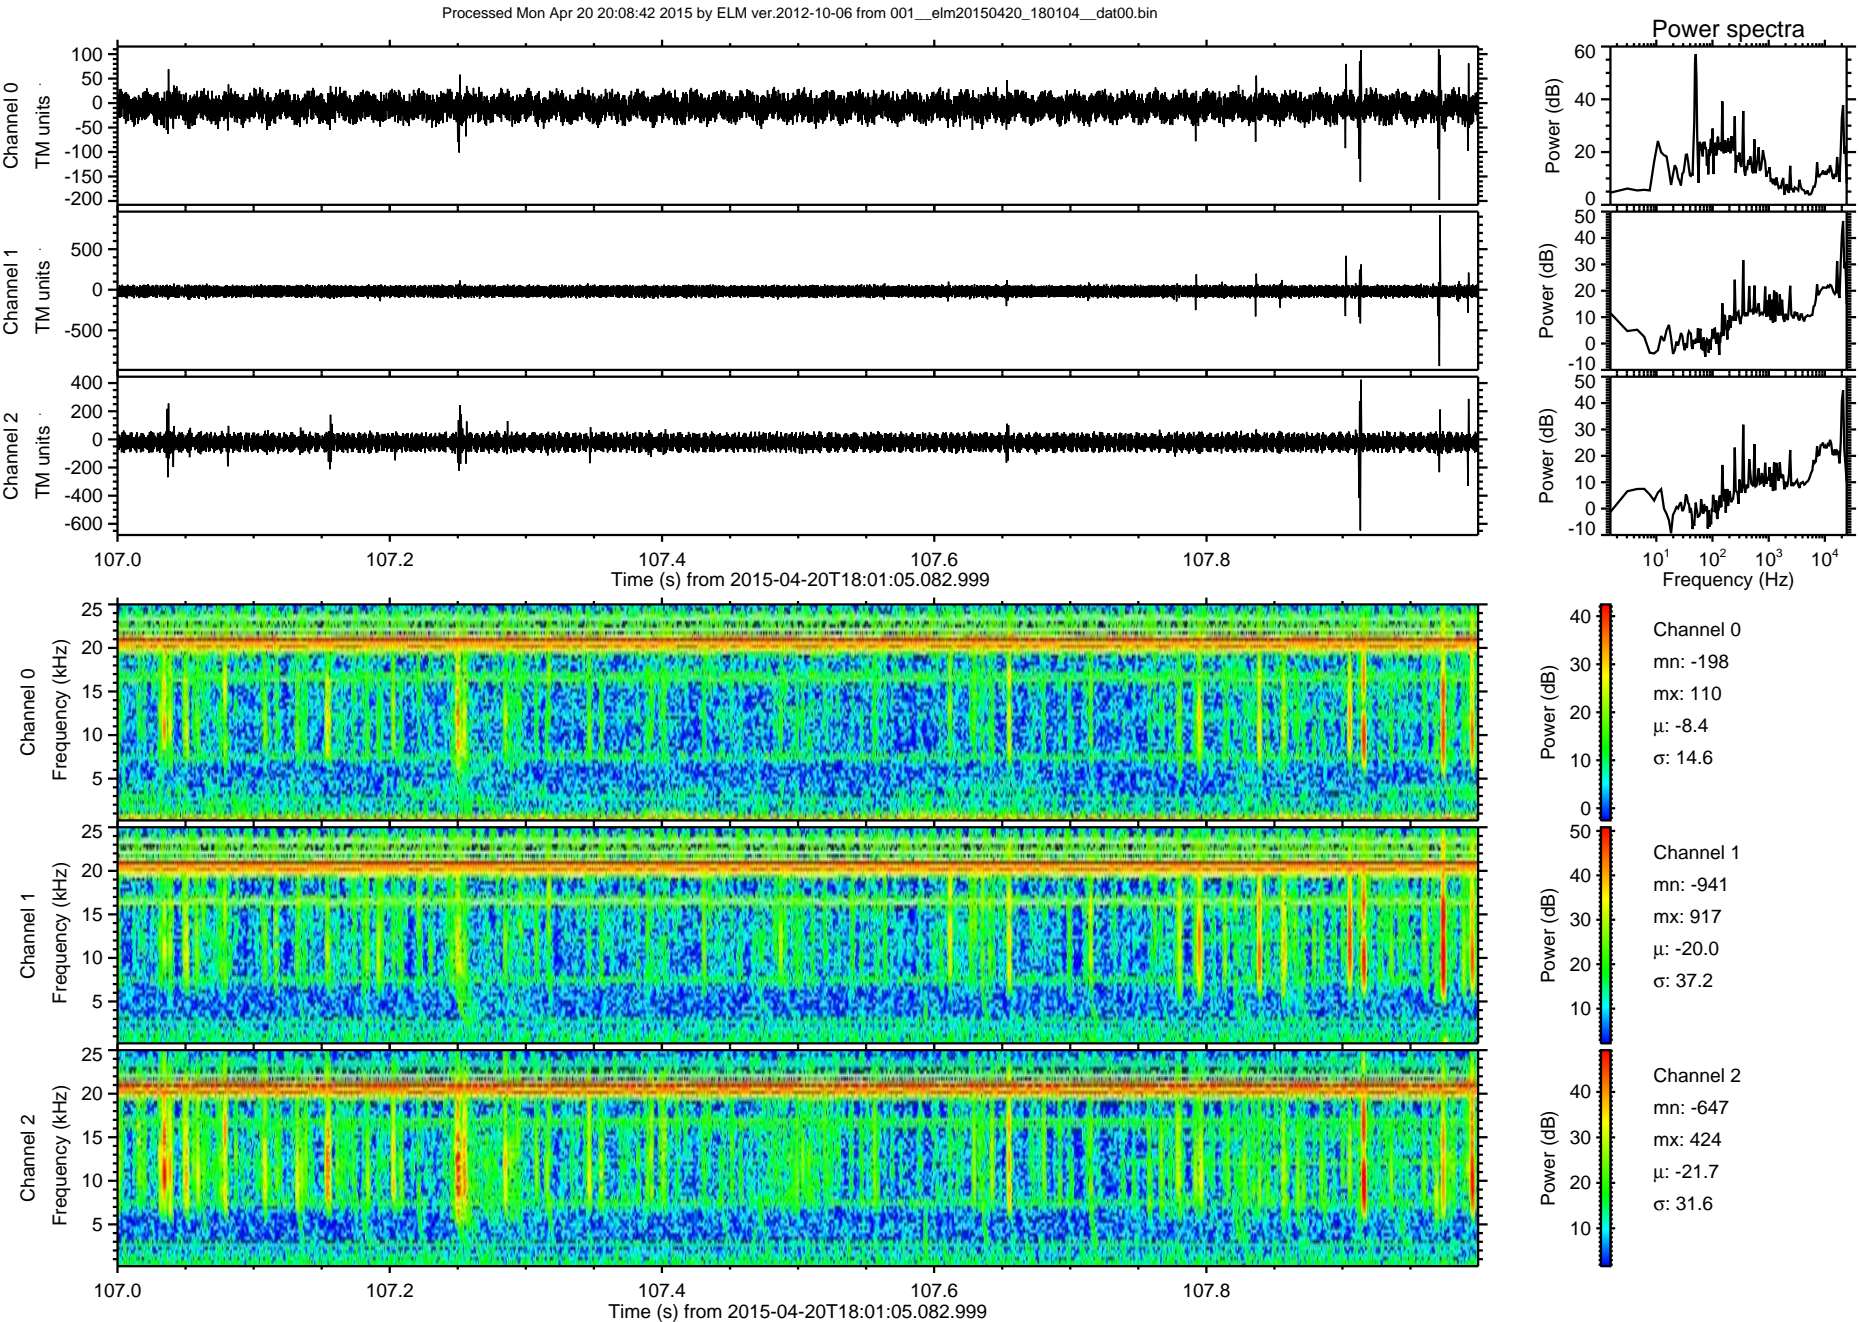 Processed Mon Apr 20 20:08:42 2015 by ELM ver.2012-10-06 from 001__elm20150420_180104__dat00.bin
Power spectra
Channel 0
TM units
100
50
0
-50
-100
-150
-200
Power (dB)
60
40
20
0
Channel 1
TM units
500
0
-500
Power (dB)
50
40
30
20
10
0
-10
Channel 2
TM units
400
200
0
-200
-400
-600
Power (dB)
50
40
30
20
10
0
-10
107.0 107.2 107.4 107.6 107.8
Time (s) from 2015-04-20T18:01:05.082.999
10^1 10^2 10^3 10^4
Frequency (Hz)
Channel 0
Frequency (kHz)
25
20
15
10
5
Power (dB)
40
30
20
10
0
Channel 0
mn: -198
mx: 110
µ: -8.4
σ: 14.6
Channel 1
Frequency (kHz)
25
20
15
10
5
Power (dB)
50
40
30
20
10
Channel 1
mn: -941
mx: 917
µ: -20.0
σ: 37.2
Channel 2
Frequency (kHz)
25
20
15
10
5
Power (dB)
40
30
20
10
Channel 2
mn: -647
mx: 424
µ: -21.7
σ: 31.6
107.0 107.2 107.4 107.6 107.8
Time (s) from 2015-04-20T18:01:05.082.999